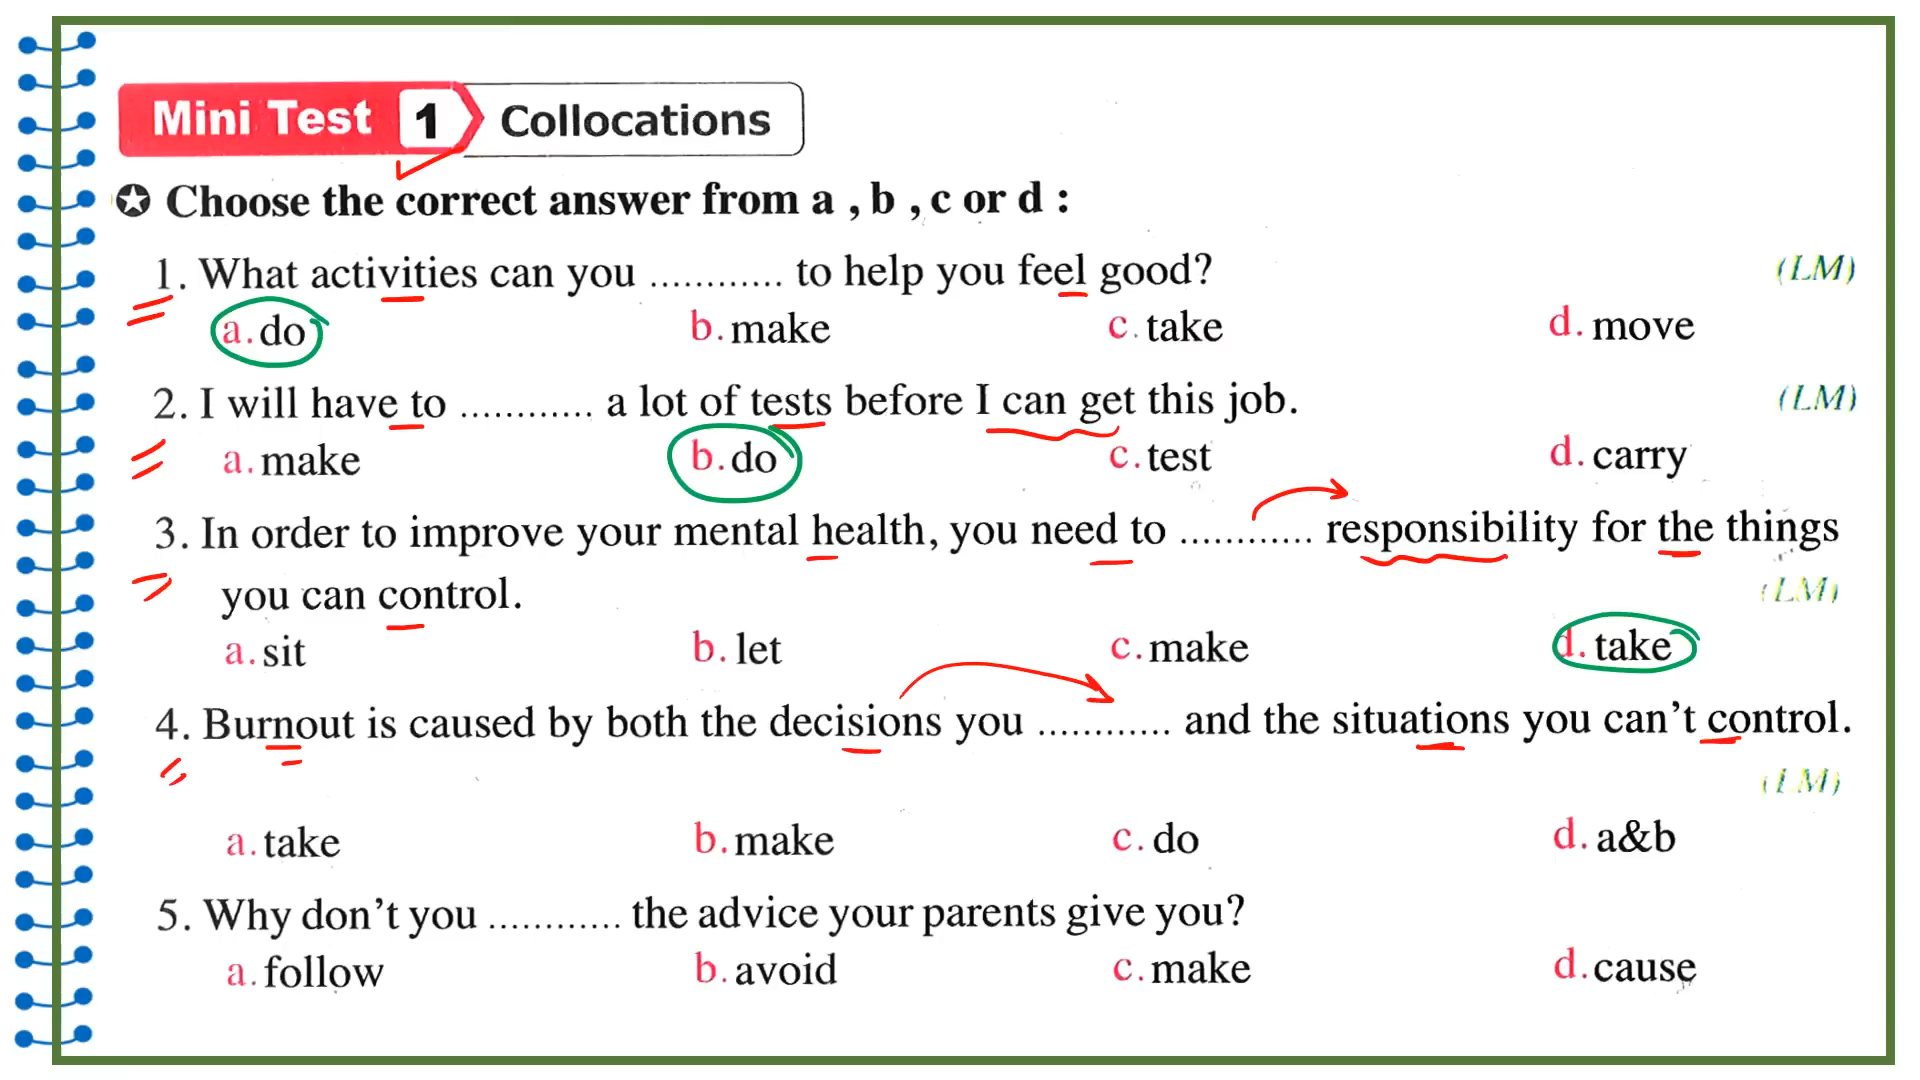 Mini Test 1 Collocations
Choose the correct answer from a , b , c or d :
1. What activities can you ............ to help you feel good? (LM)
a. do b. make c. take d. move
2. I will have to ............ a lot of tests before I can get this job. (LM)
a. make b. do c. test d. carry
3. In order to improve your mental health, you need to ............ responsibility for the things
you can control. (LM)
a. sit b. let c. make d. take
4. Burnout is caused by both the decisions you ............ and the situations you can't control.
(LM)
a. take b. make c. do d. a&b
5. Why don't you ............ the advice your parents give you?
a. follow b. avoid c. make d. cause